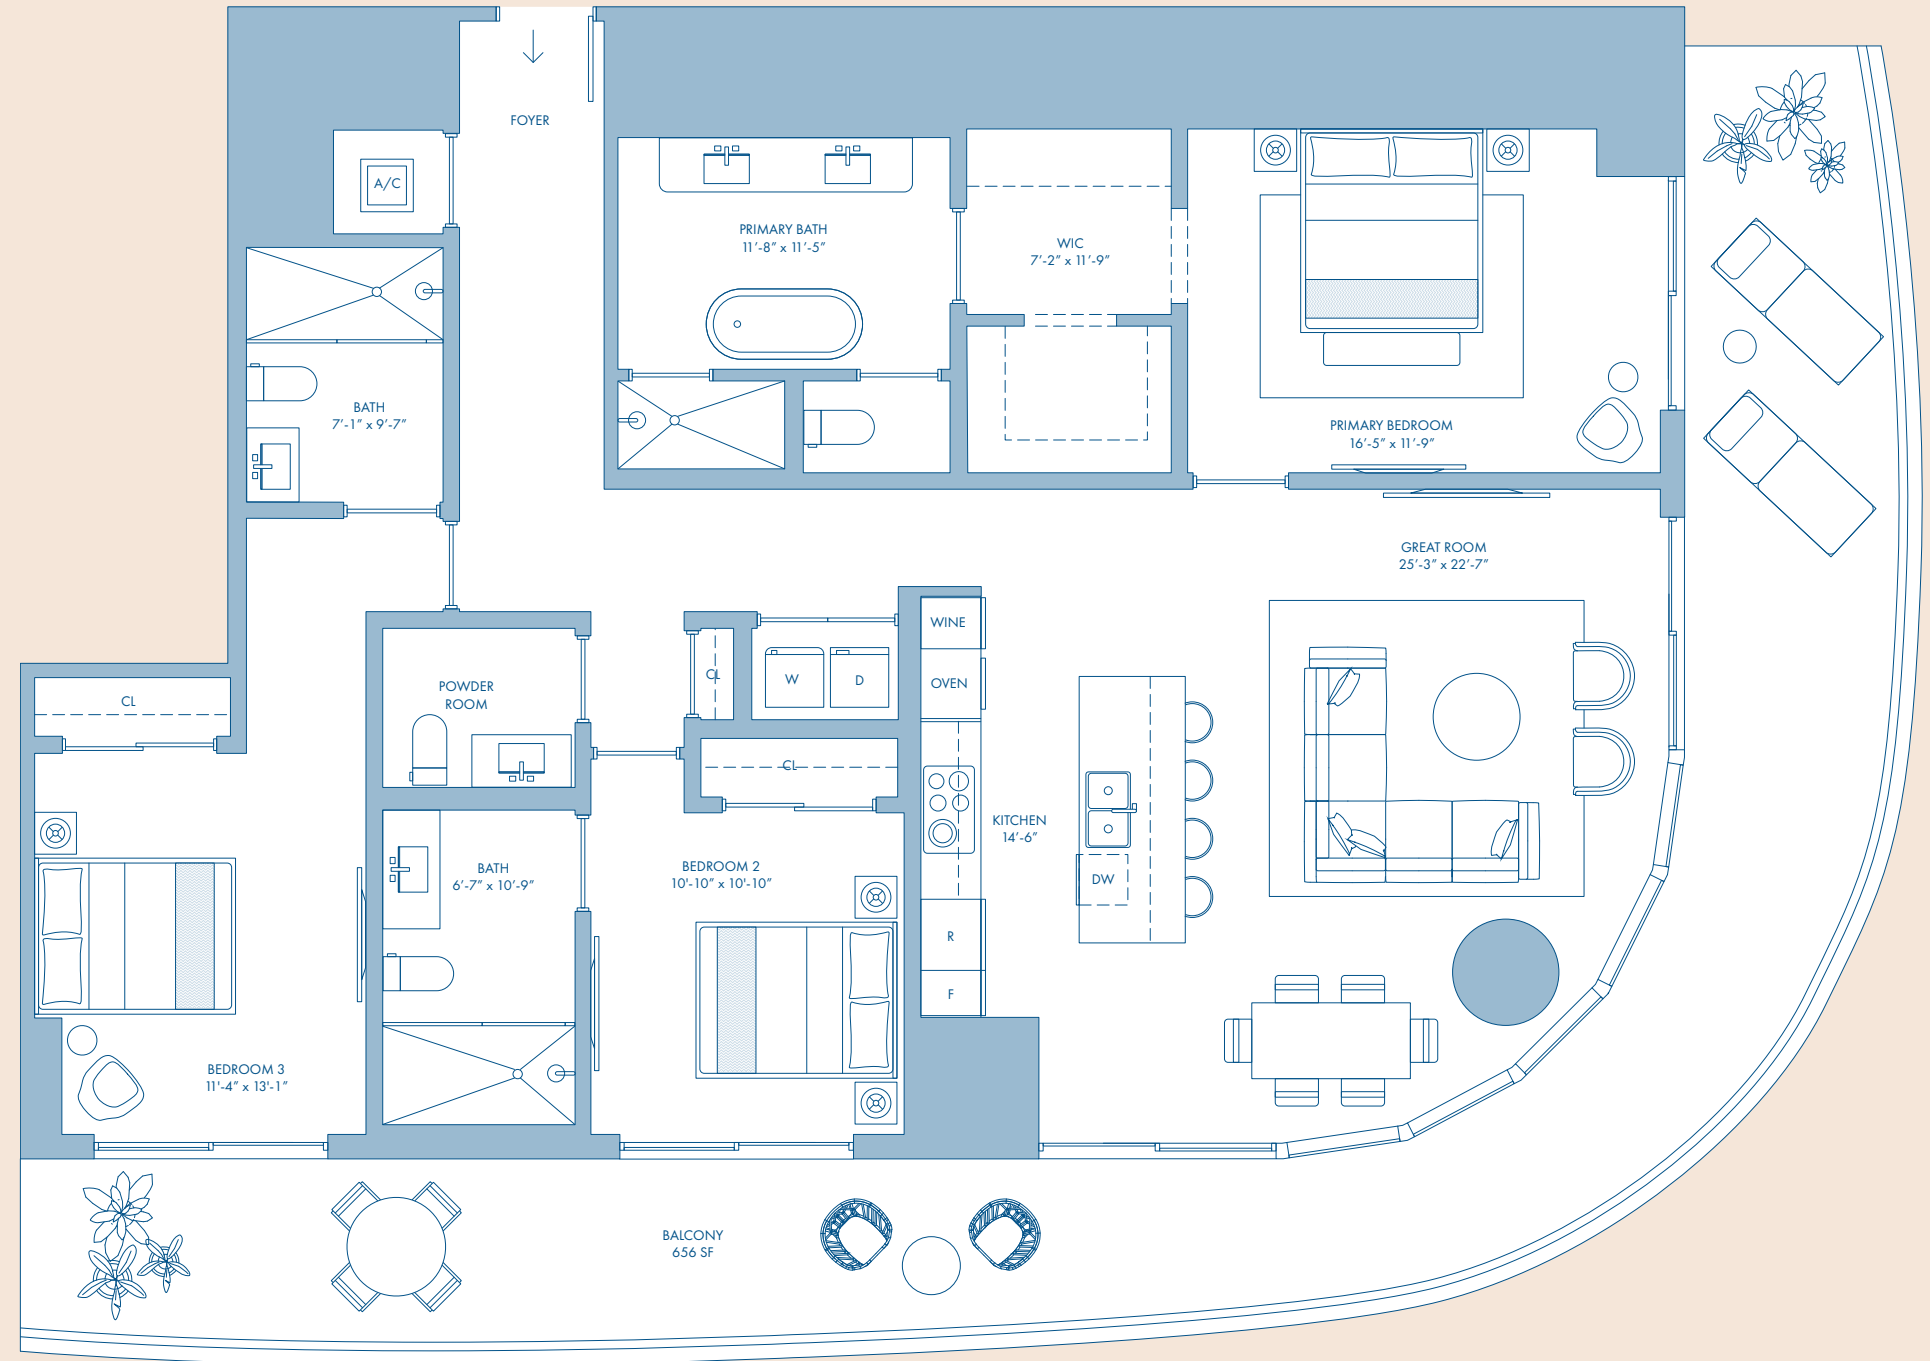 FOYER
A/C
PRIMARY BATH
11′-8″ x 11′-5″
WIC
7′-2″ x 11′-9″
BATH
7′-1″ x 9′-7″
PRIMARY BEDROOM
16′-5″ x 11′-9″
GREAT ROOM
25′-3″ x 22′-7″
WINE
OVEN
CL
W
D
POWDER
ROOM
CL
CL
KITCHEN
14′-6″
BATH
6′-7″ x 10′-9″
BEDROOM 2
10'-10″ x 10'-10″
DW
R
F
BEDROOM 3
11'-4″ x 13'-1″
BALCONY
656 SF